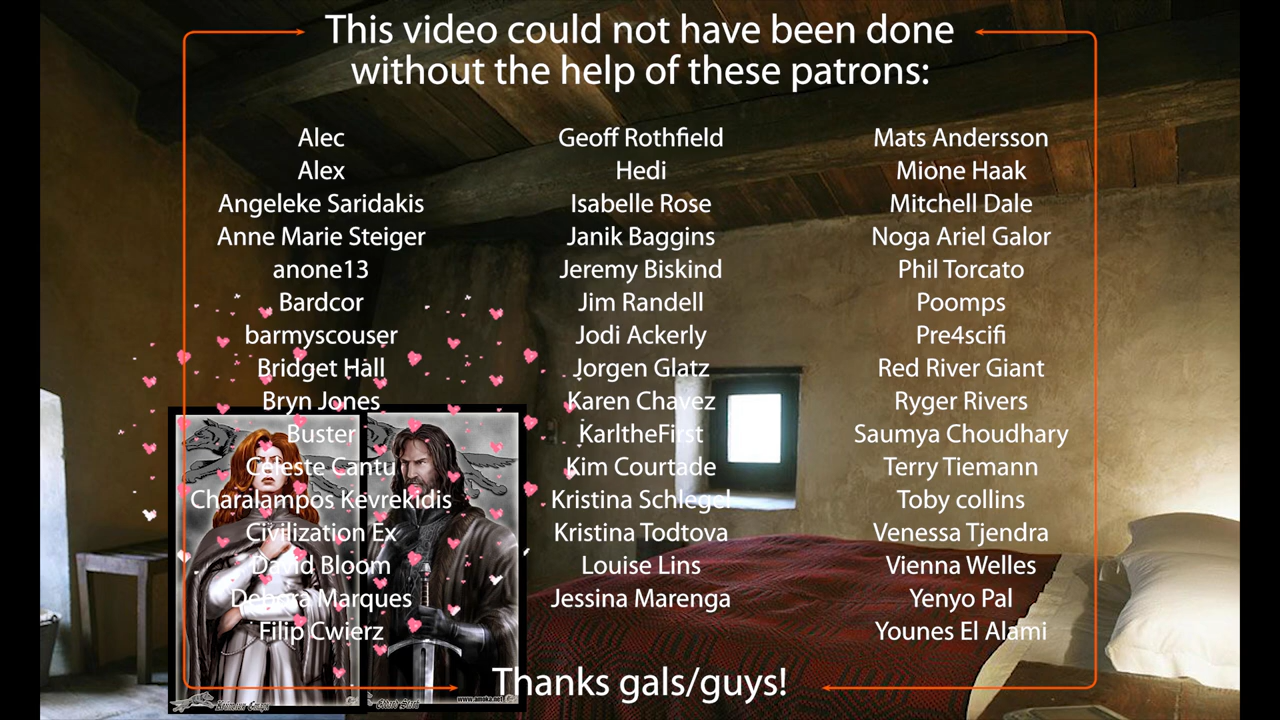 This video could not have been done
without the help of these patrons:
Alec
Alex
Angeleke Saridakis
Anne Marie Steiger
anone13
Bardcor
barmyscouser
Bridget Hall
Bryn Jones
Buster
Celeste Cantu
Charalampos Kevrekidis
Civilization Ex
David Bloom
Debora Marques
Filip Cwierz
Geoff Rothfield
Hedi
Isabelle Rose
Janik Baggins
Jeremy Biskind
Jim Randell
Jodi Ackerly
Jorgen Glatz
Karen Chavez
KarltheFirst
Kim Courtade
Kristina Schlegel
Kristina Todtova
Louise Lins
Jessina Marenga
Mats Andersson
Mione Haak
Mitchell Dale
Noga Ariel Galor
Phil Torcato
Poomps
Pre4scifi
Red River Giant
Ryger Rivers
Saumya Choudhary
Terry Tiemann
Toby collins
Venessa Tjendra
Vienna Welles
Yenyo Pal
Younes El Alami
Thanks gals/guys!
www.amoka.net